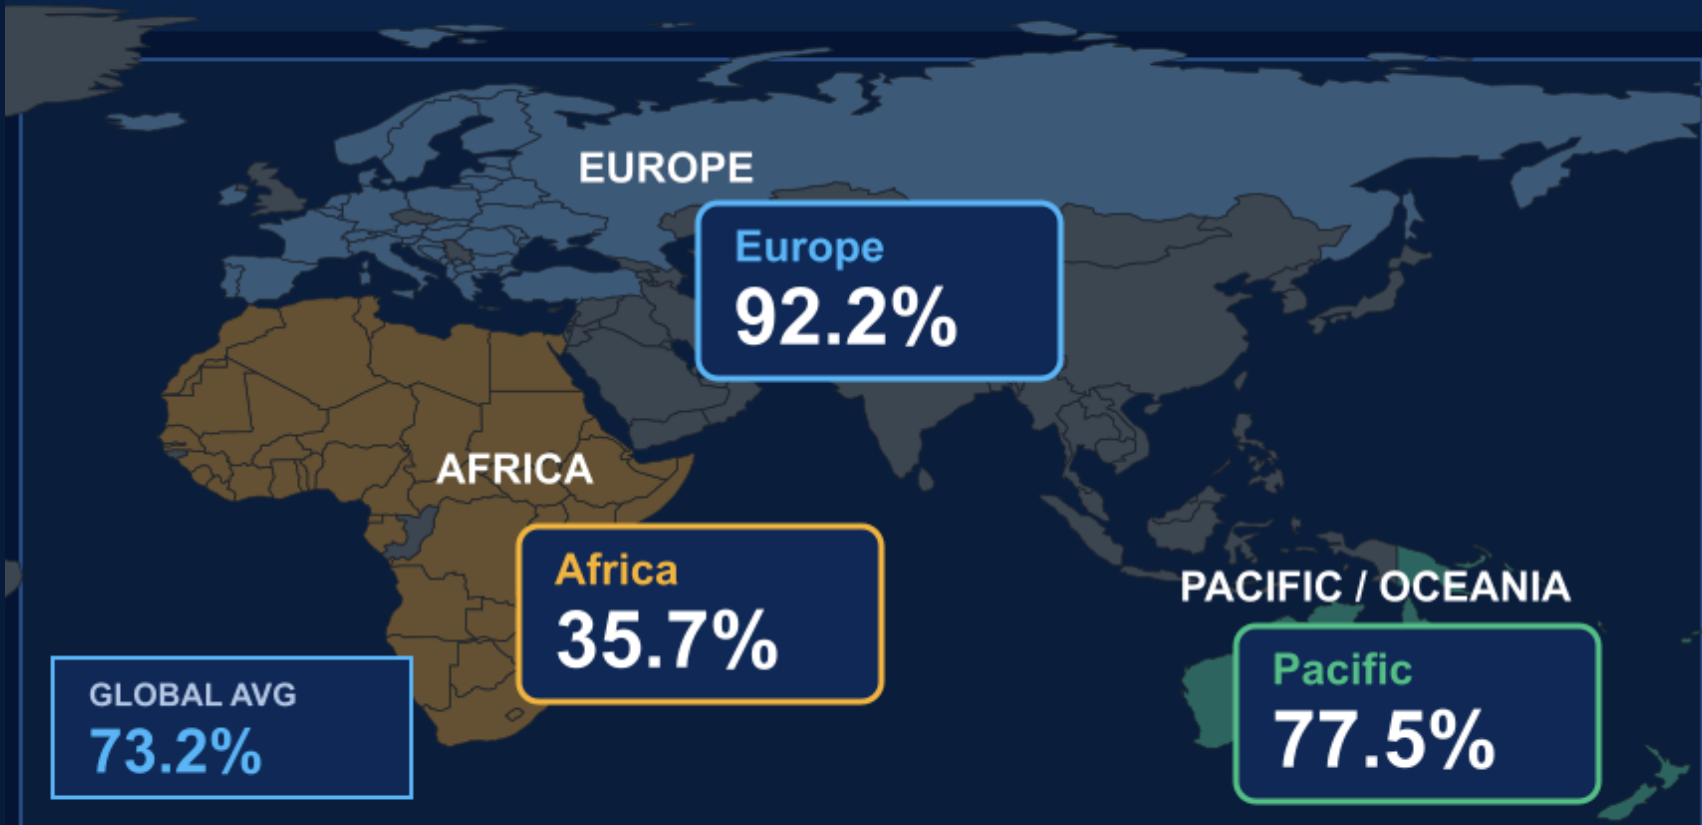 EUROPE
Europe
92.2%
AFRICA
Africa
35.7%
PACIFIC / OCEANIA
Pacific
77.5%
GLOBAL AVG
73.2%